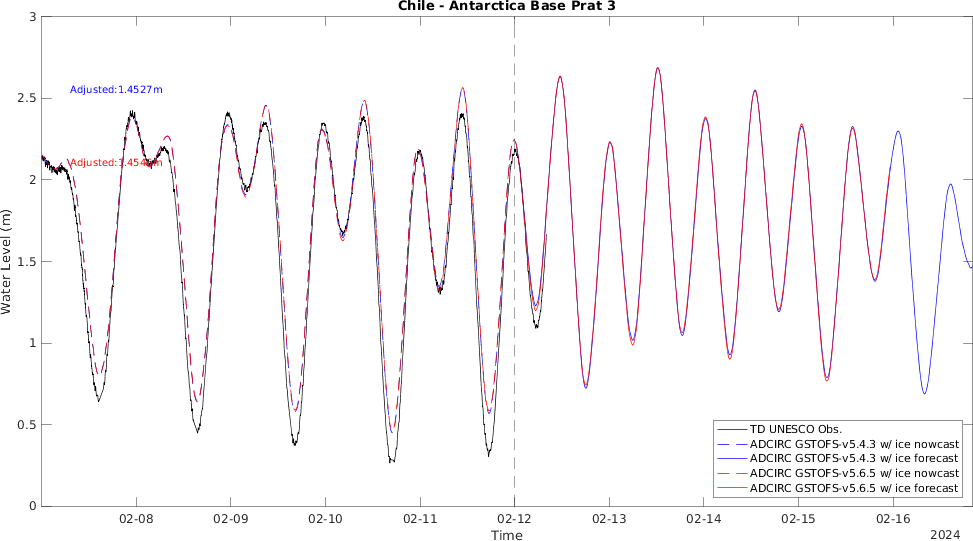 Chile - Antarctica Base Prat 3
3
2.5
2
1.5
1
0.5
0
Water Level (m)
Adjusted:1.4527m
02-08
02-09
02-10
02-11
02-12
02-13
02-14
02-15
02-16
Time
2024
TD UNESCO Obs.
ADCIRC GSTOFS-v5.4.3 w/ ice nowcast
ADCIRC GSTOFS-v5.4.3 w/ ice forecast
ADCIRC GSTOFS-v5.6.5 w/ ice nowcast
ADCIRC GSTOFS-v5.6.5 w/ ice forecast